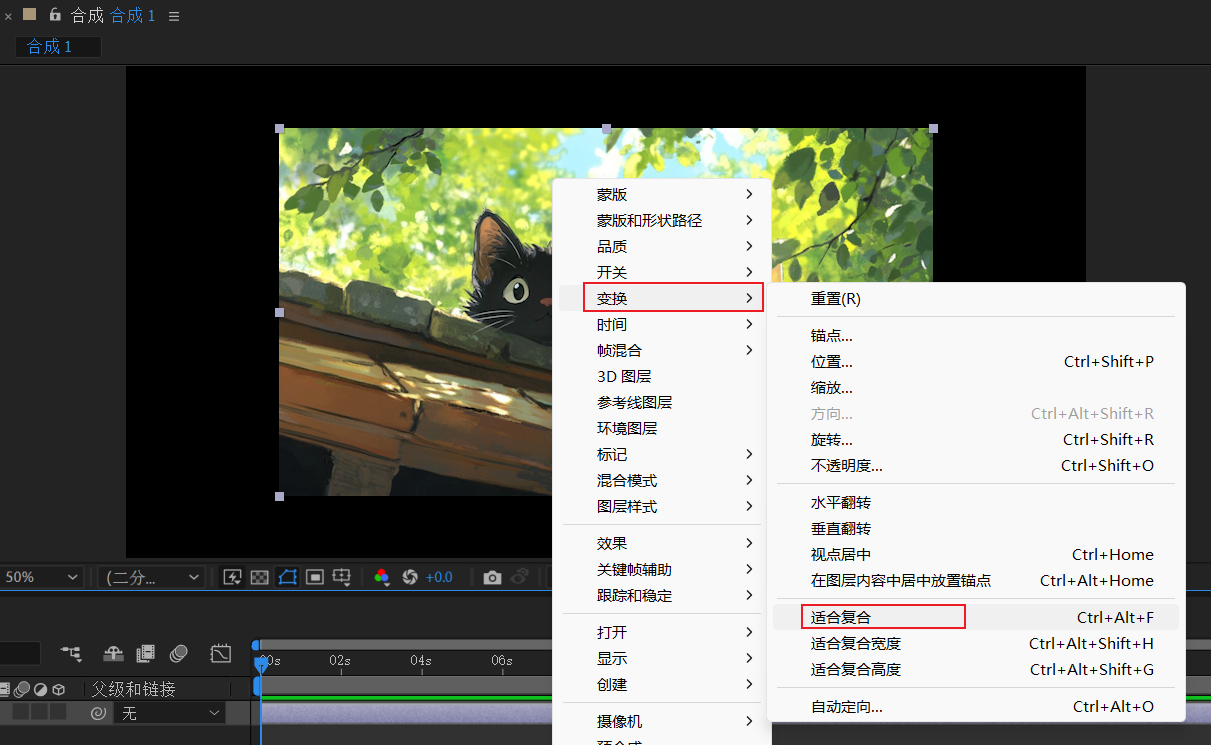 合成 合成 1
合成 1
蒙版
蒙版和形状路径
品质
开关
变换
时间
帧混合
3D 图层
参考线图层
环境图层
标记
混合模式
图层样式
效果
关键帧辅助
跟踪和稳定
打开
显示
创建
摄像机
预合成
重置(R)
锚点...
位置... Ctrl+Shift+P
缩放...
方向... Ctrl+Alt+Shift+R
旋转... Ctrl+Shift+R
不透明度... Ctrl+Shift+O
水平翻转
垂直翻转
视点居中 Ctrl+Home
在图层内容中居中放置锚点 Ctrl+Alt+Home
适合复合 Ctrl+Alt+F
适合复合宽度 Ctrl+Alt+Shift+H
适合复合高度 Ctrl+Alt+Shift+G
自动定向... Ctrl+Alt+O
50% (二分... +0.0
00s 02s 04s 06s
父级和链接
无